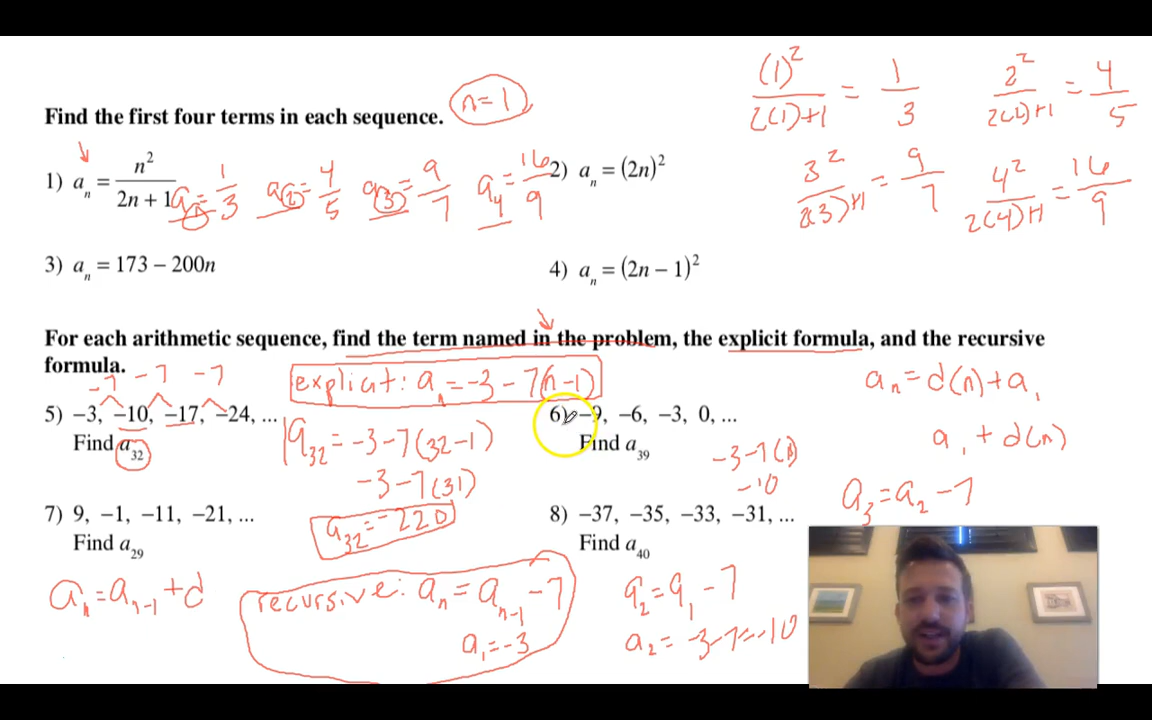 (1)² / 2(1)+1 = 1/3   2² / 2(2)+1 = 4/5
Find the first four terms in each sequence. n=1
3² / 2(3)+1 = 9/7   4² / 2(4)+1 = 16/9
1) aₙ = n² / 2n + 1   a₁ = 1/3   a(2) = 4/5   a(3) = 9/7   a₄ = 16/9
2) aₙ = (2n)²
3) aₙ = 173 – 200n
4) aₙ = (2n – 1)²
For each arithmetic sequence, find the term named in the problem, the explicit formula, and the recursive
formula.
-7 -7 -7
explicit: aₙ = -3 - 7(n-1)
aₙ = d(n) + a₁
5) –3, –10, –17, –24, ...
Find a₃₂
a₃₂ = -3-7(32-1)
-3-7(31)
a₃₂ = -220
6) –9, –6, –3, 0, ...
Find a₃₉
-3-7(1)
-10
a₁ + d(n)
a₃ = a₂ - 7
7) 9, –1, –11, –21, ...
Find a₂₉
8) –37, –35, –33, –31, ...
Find a₄₀
aₙ = aₙ₋₁ + d
recursive: aₙ = aₙ₋₁ - 7
a₁ = -3
a₂ = a₁ - 7
a₂ = -3-7=-10